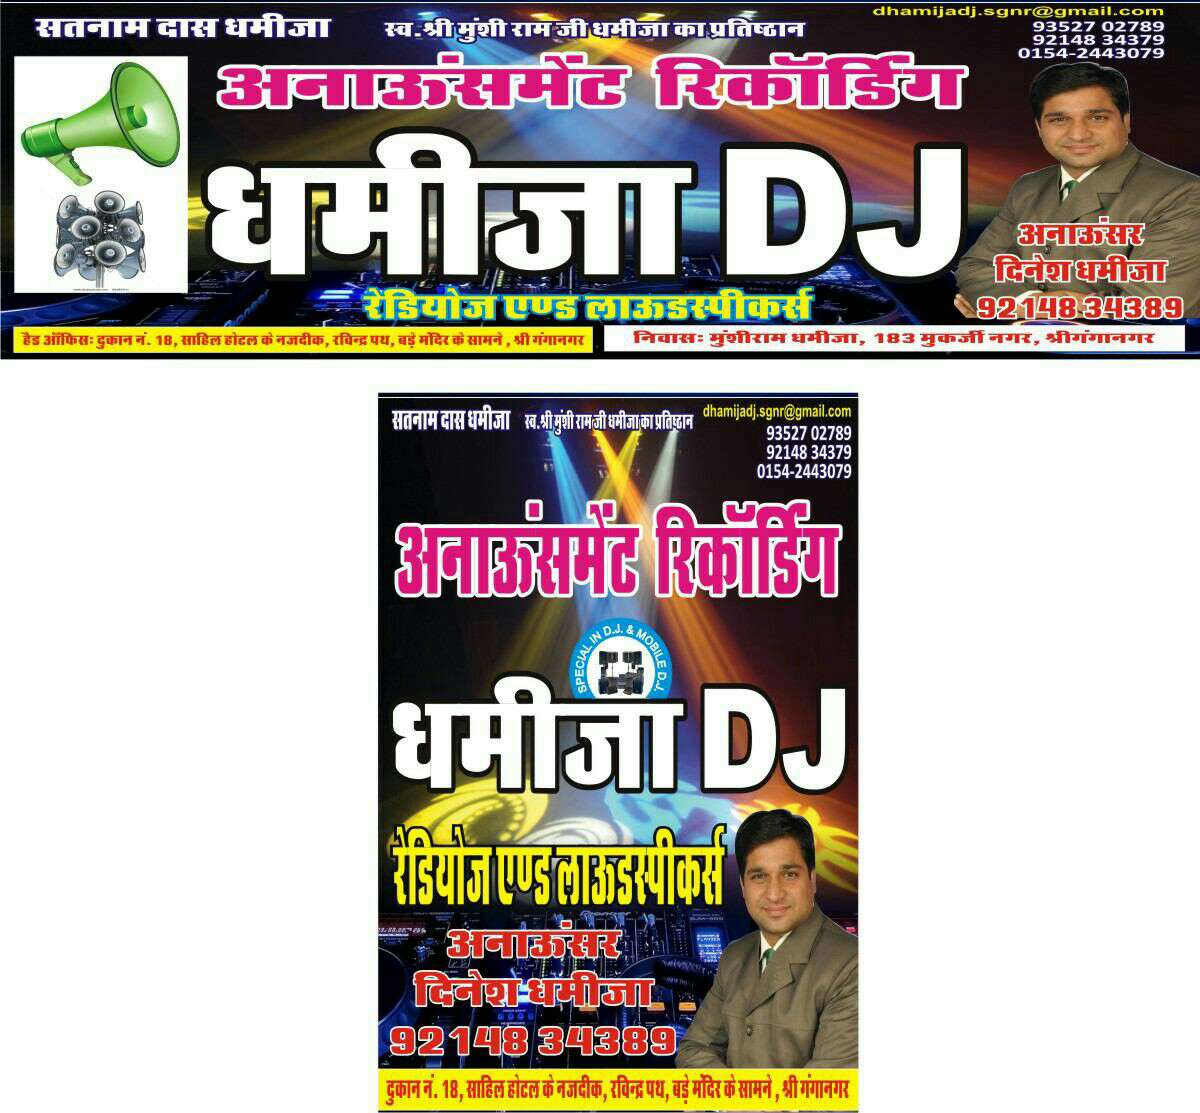 सतनाम दास धमीजा
स्व.श्री मुंशी राम जी धमीजा का प्रतिष्ठान
dhamijadj.sgnr@gmail.com
93527 02789
92148 34379
0154-2443079
अनाऊंसमेंट रिकॉर्डिंग
धमीजा DJ
रेडियोज एण्ड लाऊडस्पीकर्स
अनाऊंसर
दिनेश धमीजा
92148 34389
हैड ऑफिसः दुकान नं. 18, साहिल होटल के नजदीक, रविन्द्र पथ, बड़े मंदिर के सामने , श्री गंगानगर
निवासः मुंशीराम धमीजा, 183 मुकर्जी नगर, श्रीगंगानगर
सतनाम दास धमीजा
स्व.श्री मुंशी राम जी धमीजा का प्रतिष्ठान
dhamijadj.sgnr@gmail.com
93527 02789
92148 34379
0154-2443079
अनाऊंसमेंट रिकॉर्डिंग
SPECIAL IN D.J. & MOBILE D.J.
धमीजा DJ
रेडियोज एण्ड लाऊडस्पीकर्स
अनाऊंसर
दिनेश धमीजा
92148 34389
दुकान नं. 18, साहिल होटल के नजदीक, रविन्द्र पथ, बड़े मंदिर के सामने , श्री गंगानगर